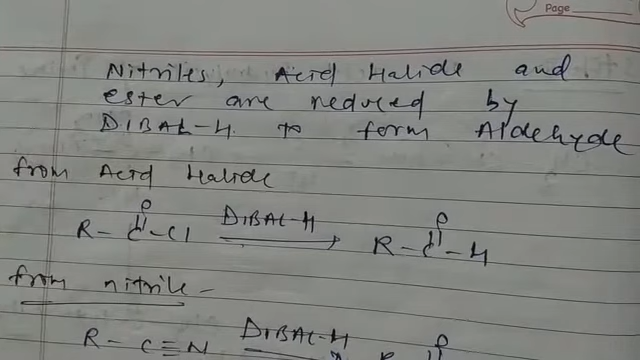 Page
Nitriles, Acid Halide and
ester are reduced by
DIBAL-H to form Aldehyde
from Acid Halide
O
R - C - Cl DIBAL-H → R - C - H
O
from nitrile -
R - C≡N DIBAL-H → R
O